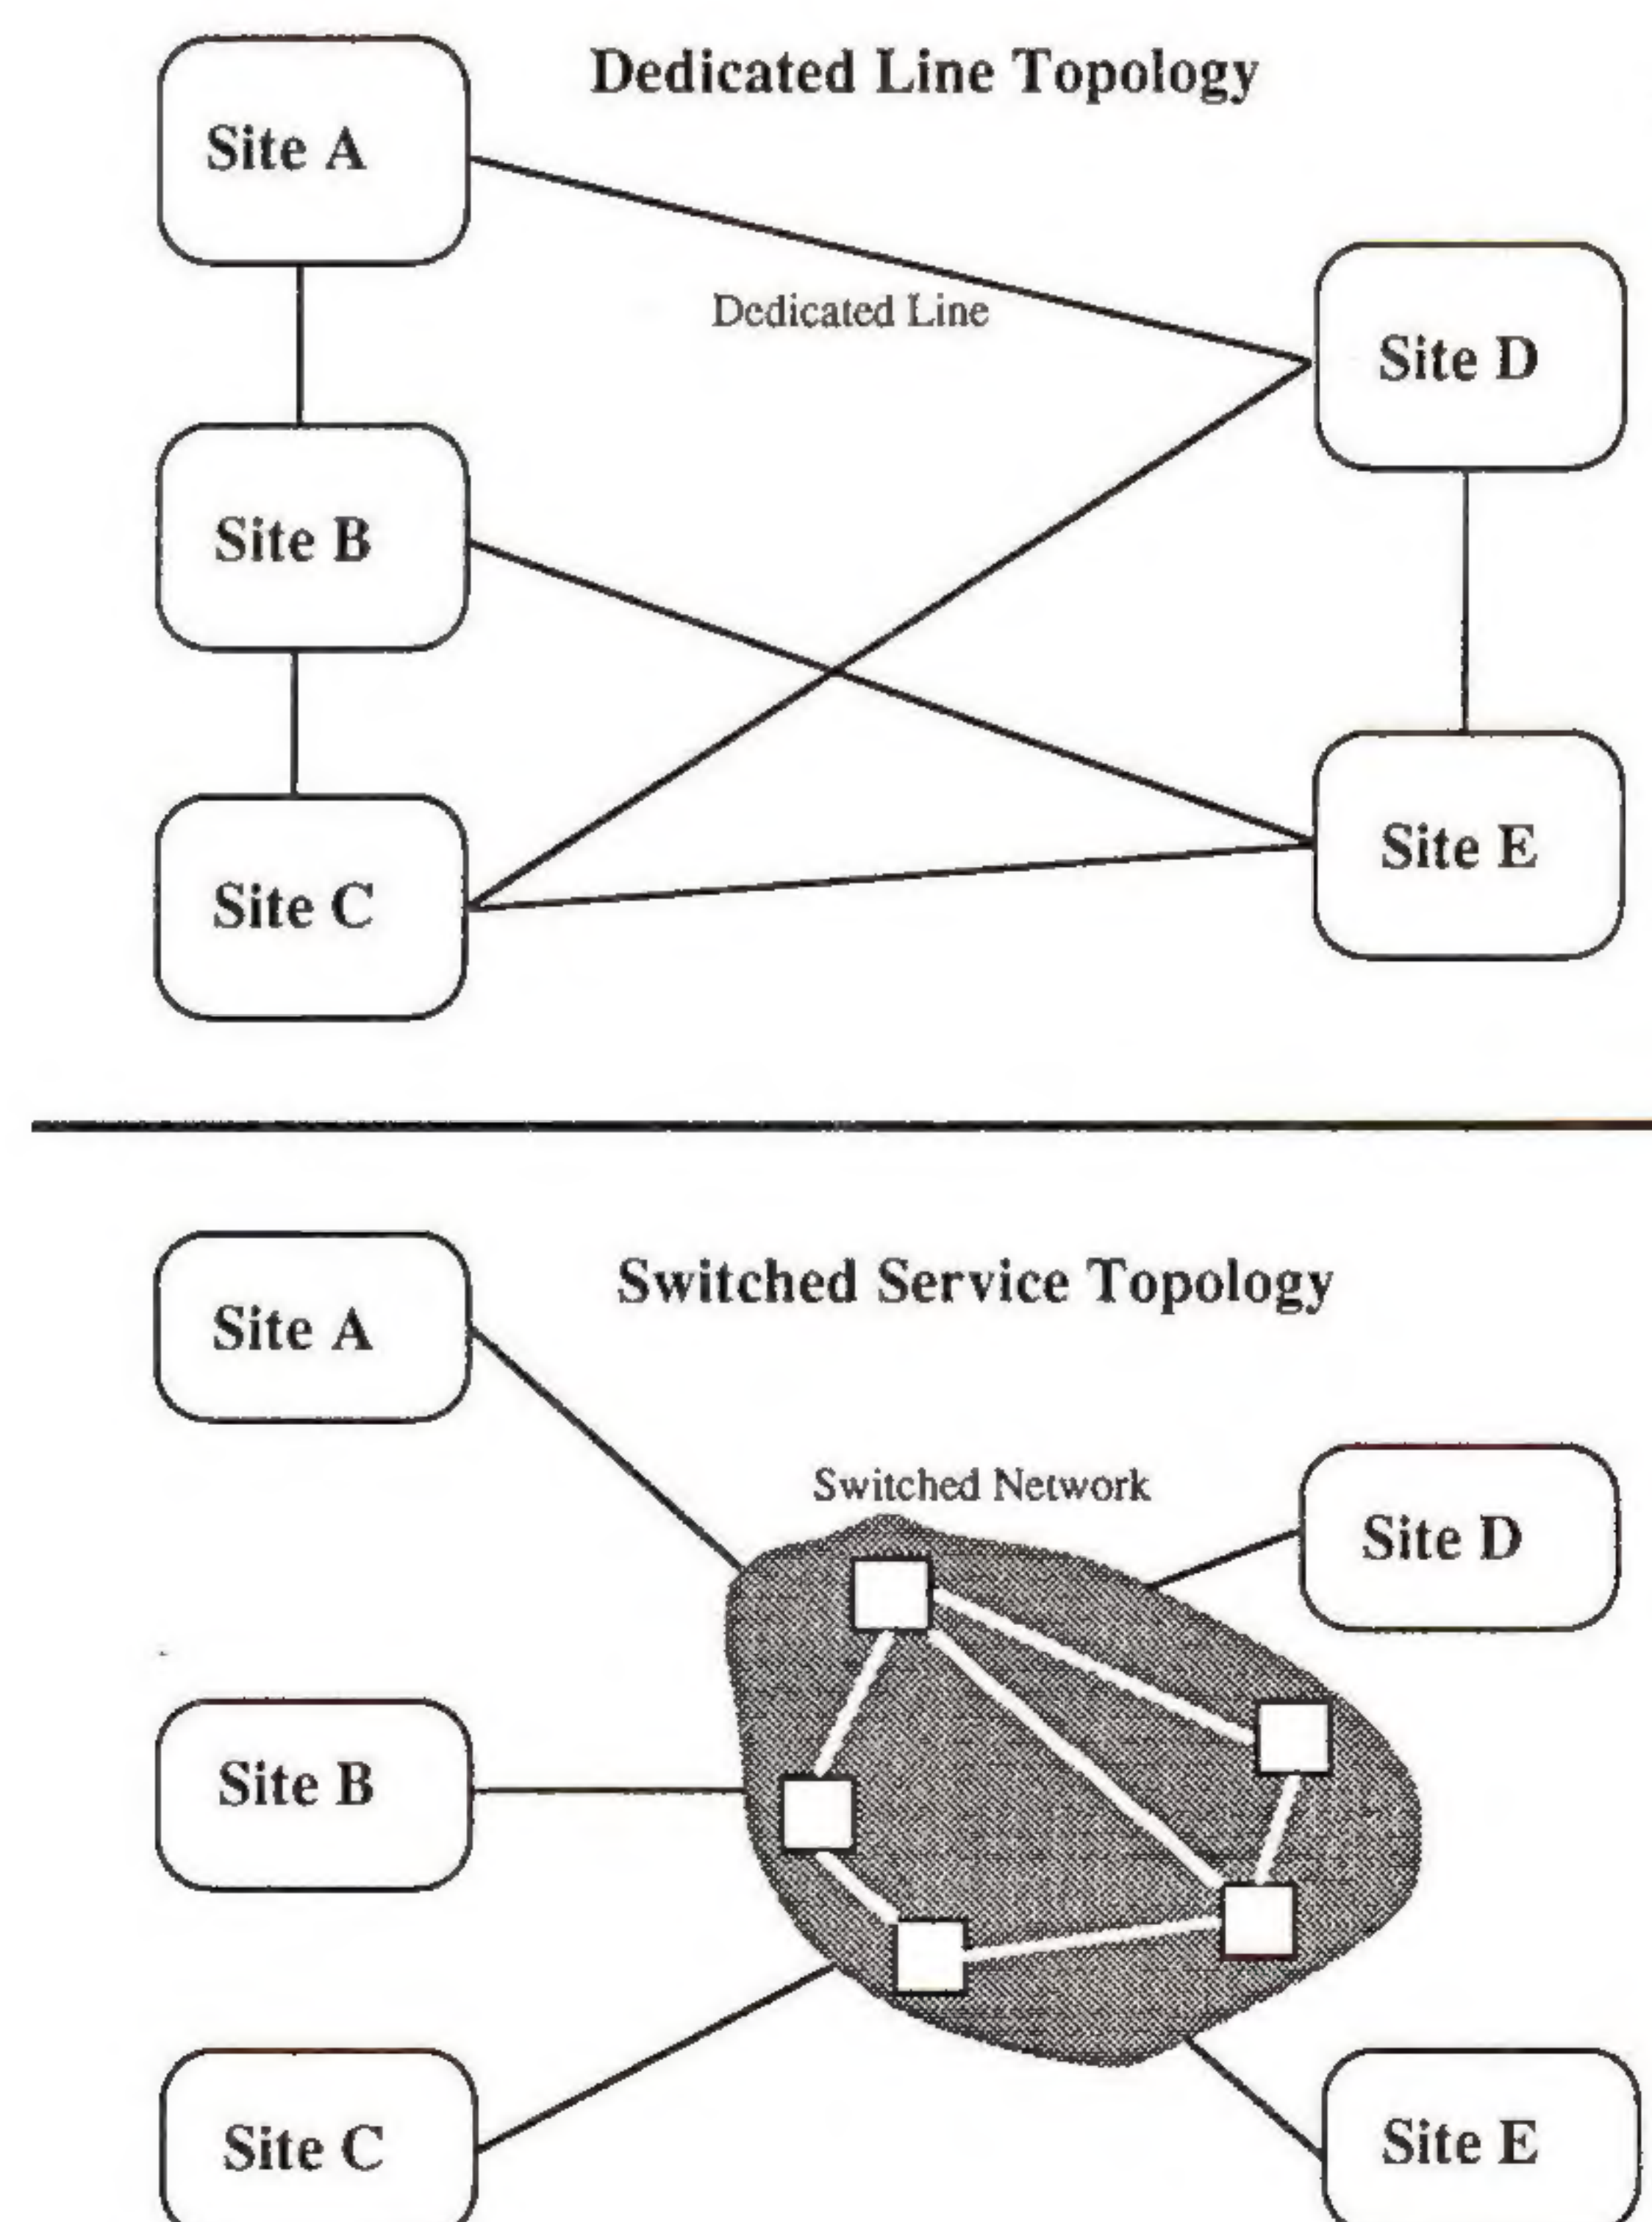 Dedicated Line Topology
Site A
Dedicated Line
Site D
Site B
Site E
Site C
Switched Service Topology
Site A
Switched Network
Site D
Site B
Site C
Site E